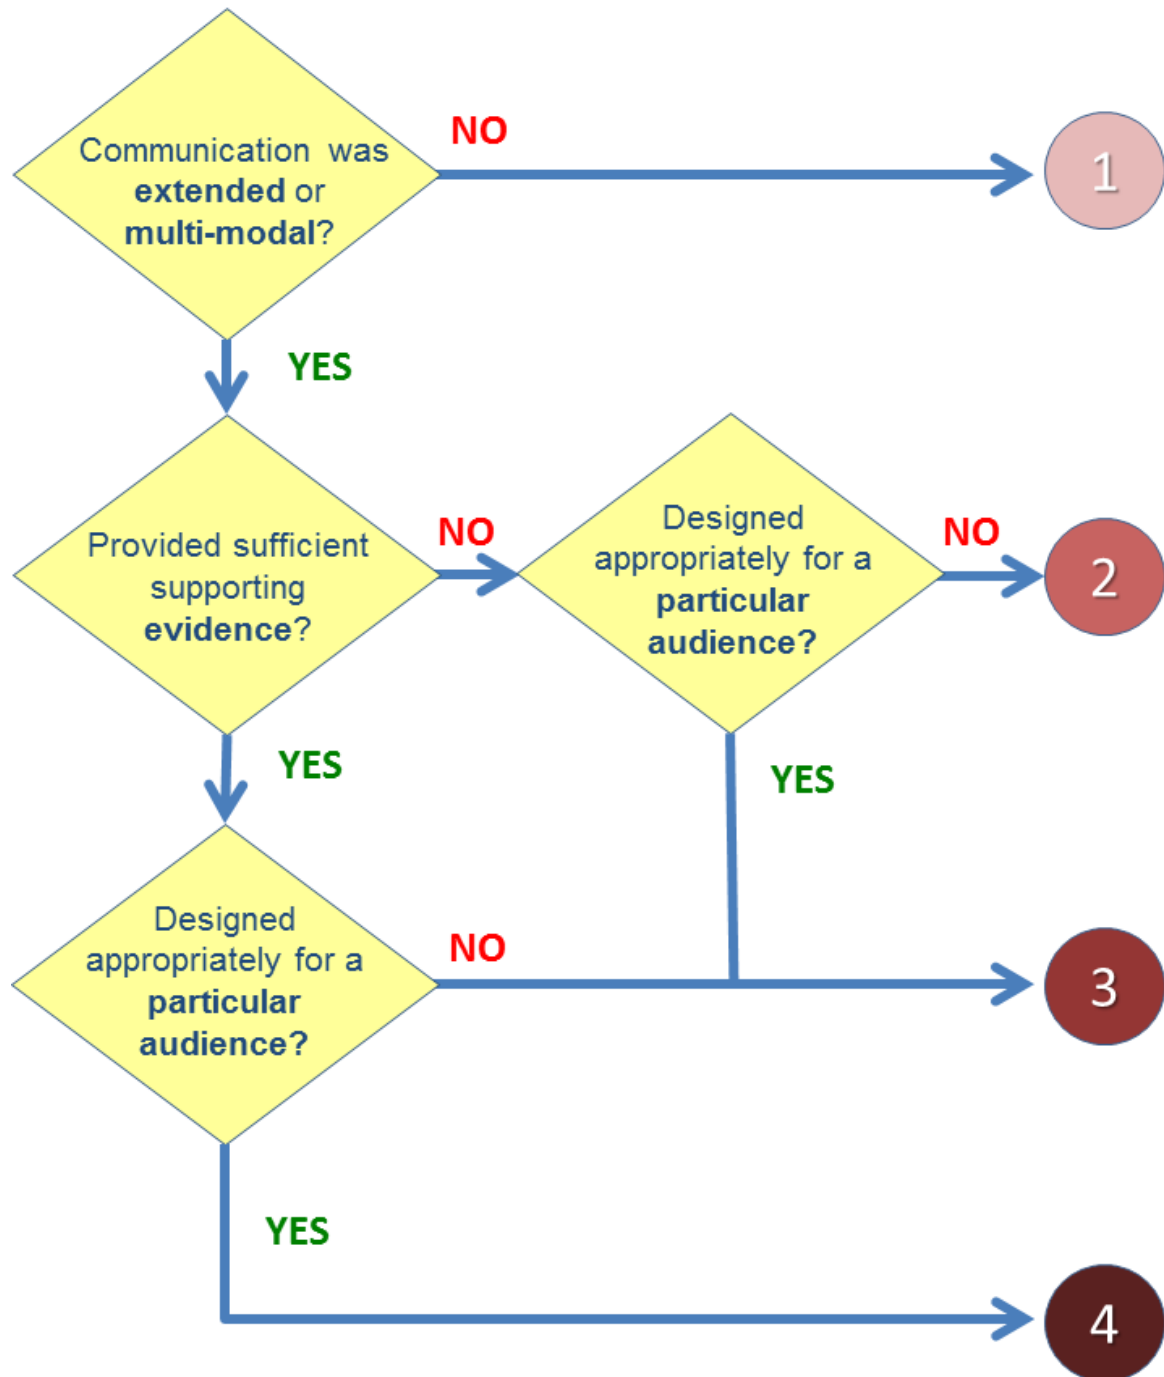 Communication was
extended or
multi-modal?
NO
1
YES
Provided sufficient
supporting
evidence?
NO
Designed
appropriately for a
particular
audience?
NO
2
YES
YES
Designed
appropriately for a
particular
audience?
NO
3
YES
4